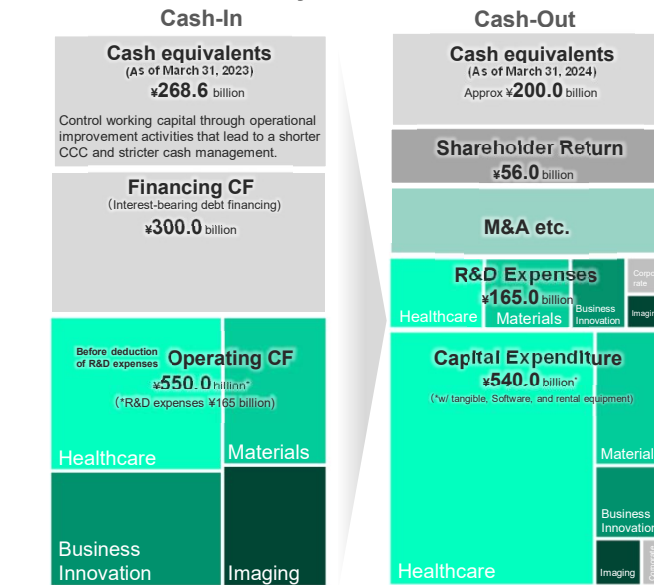 Cash-In
Cash equivalents
(As of March 31, 2023)
¥268.6 billion
Control working capital through operational
improvement activities that lead to a shorter
CCC and stricter cash management.
Financing CF
(Interest-bearing debt financing)
¥300.0 billion
Before deduction
of R&D expenses
Operating CF
¥550.0 billion*
(*R&D expenses ¥165 billion)
Healthcare
Materials
Business
Innovation
Imaging
Cash-Out
Cash equivalents
(As of March 31, 2024)
Approx ¥200.0 billion
Shareholder Return
¥56.0 billion
M&A etc.
R&D Expenses
¥165.0 billion
Healthcare
Materials
Business
Innovation
Corpo
rate
Imagin
Capital Expenditure
¥540.0 billion*
(*w/ tangible, Software, and rental equipment)
Healthcare
Material
Business
Innovation
Imaging